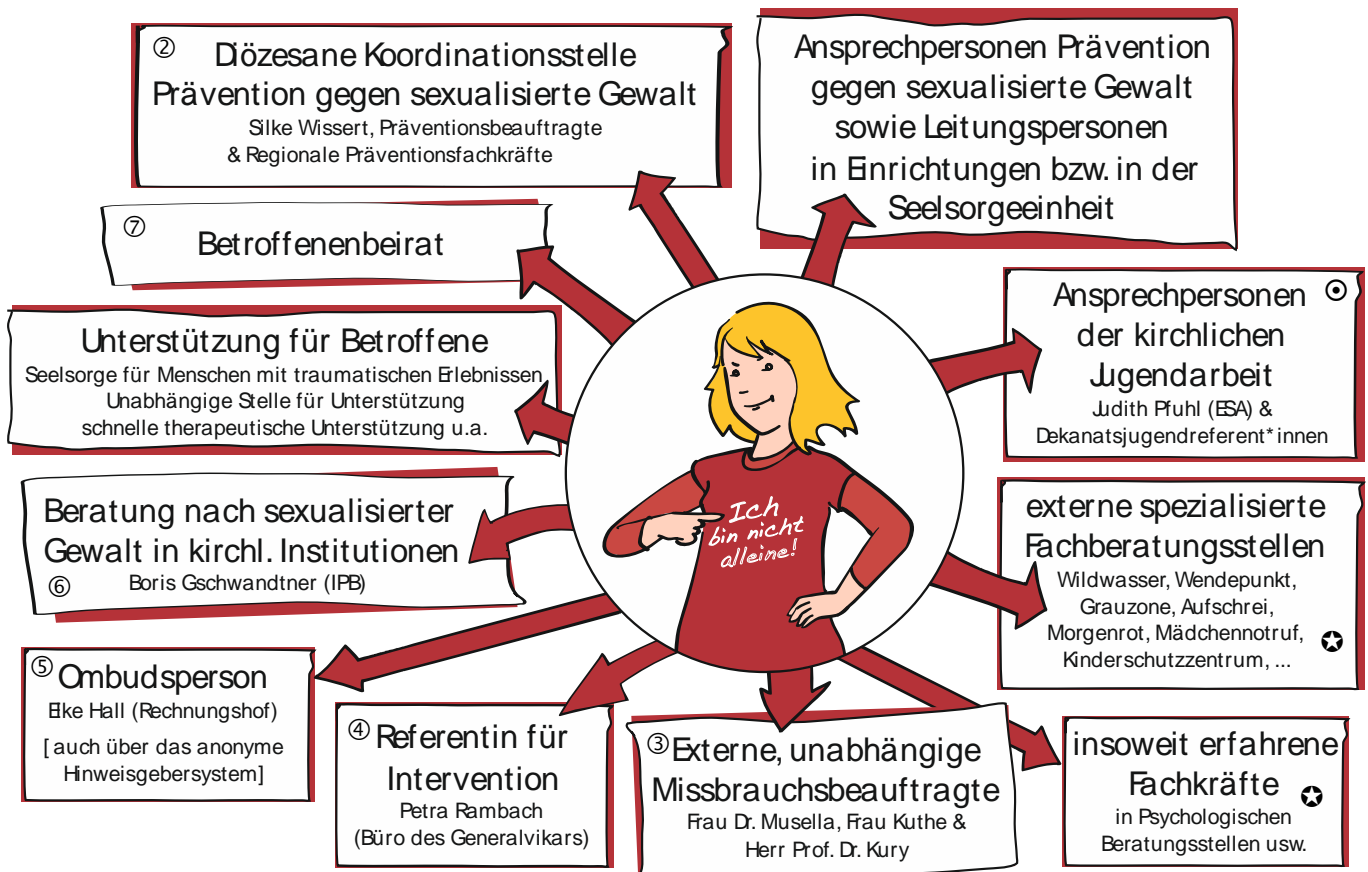 ② Diözesane Koordinationsstelle
Prävention gegen sexualisierte Gewalt
Silke Wissert, Präventionsbeauftragte
& Regionale Präventionsfachkräfte
Ansprechpersonen Prävention
gegen sexualisierte Gewalt
sowie Leitungspersonen
in Einrichtungen bzw. in der
Seelsorgeeinheit
⑦ Betroffenenbeirat
Ansprechpersonen
der kirchlichen
Jugendarbeit
Judith Pfuhl (ESA) &
Dekanatsjugendreferent*innen
Unterstützung für Betroffene
Seelsorge für Menschen mit traumatischen Erlebnissen
Unabhängige Stelle für Unterstützung
schnelle therapeutische Unterstützung u.a.
Ich
bin nicht
alleine!
Beratung nach sexualisierter
Gewalt in kirchl. Institutionen
⑥ Boris Gschwandtner (IPB)
externe spezialisierte
Fachberatungsstellen
Wildwasser, Wendepunkt,
Grauzone, Aufschrei,
Morgenrot, Mädchennotruf,
Kinderschutzzentrum, ...
⑤ Ombudsperson
Elke Hall (Rechnungshof)
[auch über das anonyme
Hinweisgebersystem]
④ Referentin für
Intervention
Petra Rambach
(Büro des Generalvikars)
③ Externe, unabhängige
Missbrauchsbeauftragte
Frau Dr. Musella, Frau Kuthe &
Herr Prof. Dr. Kury
insoweit erfahrene
Fachkräfte
in Psychologischen
Beratungsstellen usw.